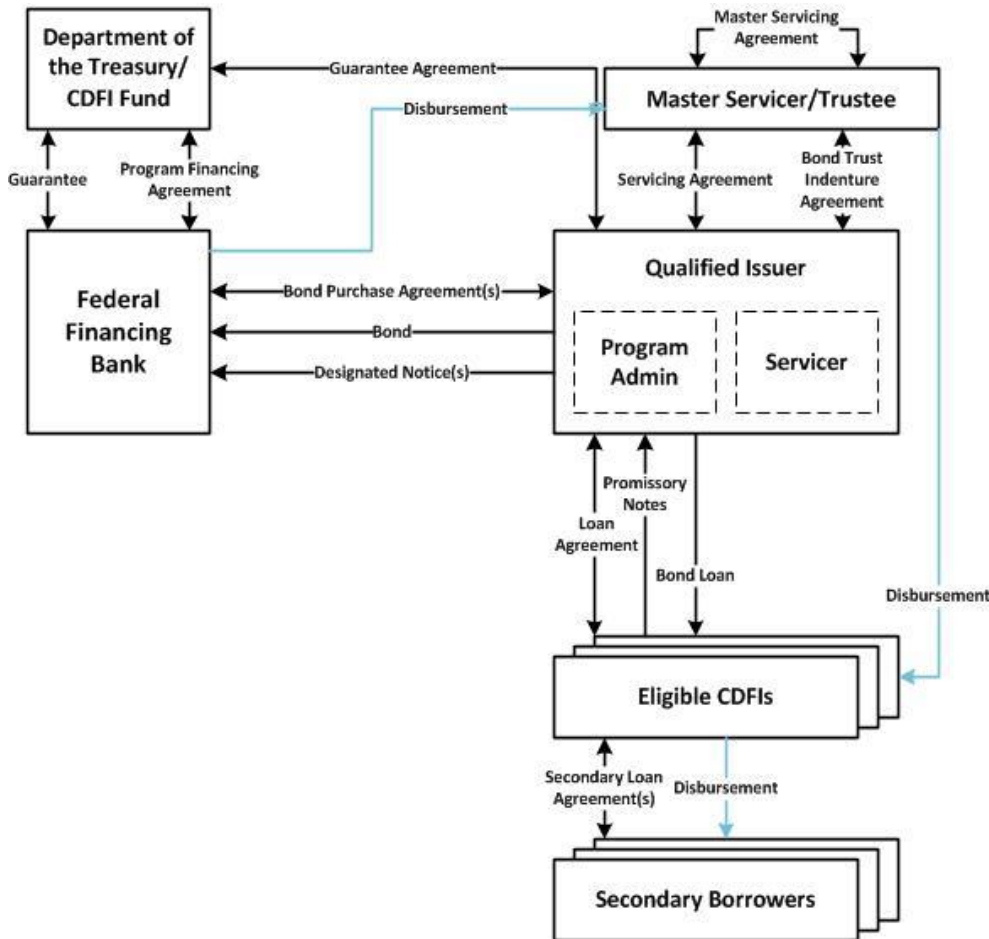 Department of
the Treasury/
CDFI Fund
Master Servicing
Agreement
Guarantee Agreement
Master Servicer/Trustee
Disbursement
Guarantee
Program Financing
Agreement
Servicing Agreement
Bond Trust
Indenture
Agreement
Federal
Financing
Bank
Qualified Issuer
Bond Purchase Agreement(s)
Bond
Designated Notice(s)
Program
Admin
Servicer
Promissory
Notes
Loan
Agreement
Bond Loan
Disbursement
Eligible CDFIs
Secondary Loan
Agreement(s)
Disbursement
Secondary Borrowers